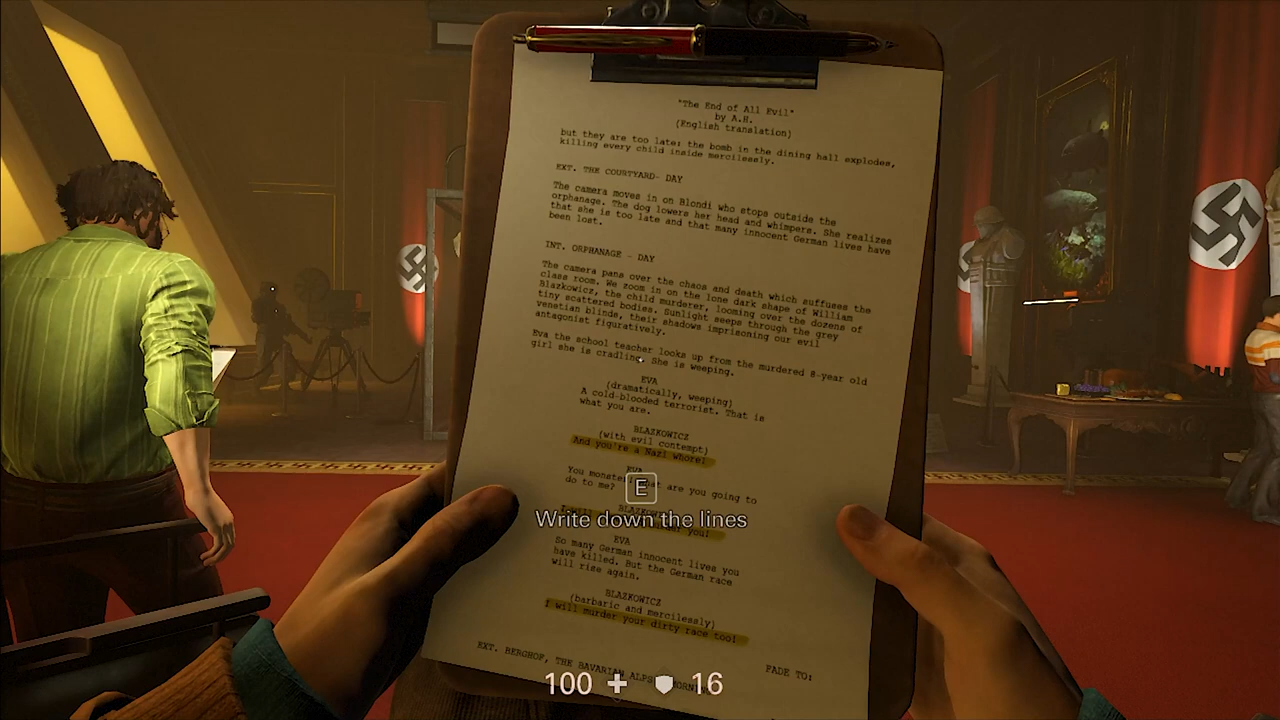 "The End of All Evil"
by A.H.
(English translation)
but they are too late: the bomb in the dining hall explodes,
killing every child inside mercilessly.
EXT. THE COURTYARD- DAY
The camera moves in on Blondi who stops outside the
orphanage. The dog lowers her head and whimpers. She realizes
that she is too late and that many innocent German lives have
been lost.
INT. ORPHANAGE - DAY
The camera pans over the chaos and death which suffuses the
class room. We zoom in on the lone dark shape of William
Blazkowicz, the child murderer, looming over the dozens of
tiny scattered bodies. Sunlight seeps through the grey
venetian blinds, their shadows imprisoning our evil
antagonist figuratively.
Eva the school teacher looks up from the murdered 8-year old
girl she is cradling. She is weeping.
EVA
(dramatically, weeping)
A cold-blooded terrorist. That is
what you are.
BLAZKOWICZ
(with evil contempt)
And you're a Nazi whore!
EVA
You monster! What are you going to
do to me?
E
Write down the lines
you!
EVA
So many German innocent lives you
have killed. But the German race
will rise again.
BLAZKOWICZ
(barbaric and mercilessly)
I will murder your dirty race too!
FADE TO:
EXT. BERGHOF, THE BAVARIAN ALPS
100 16